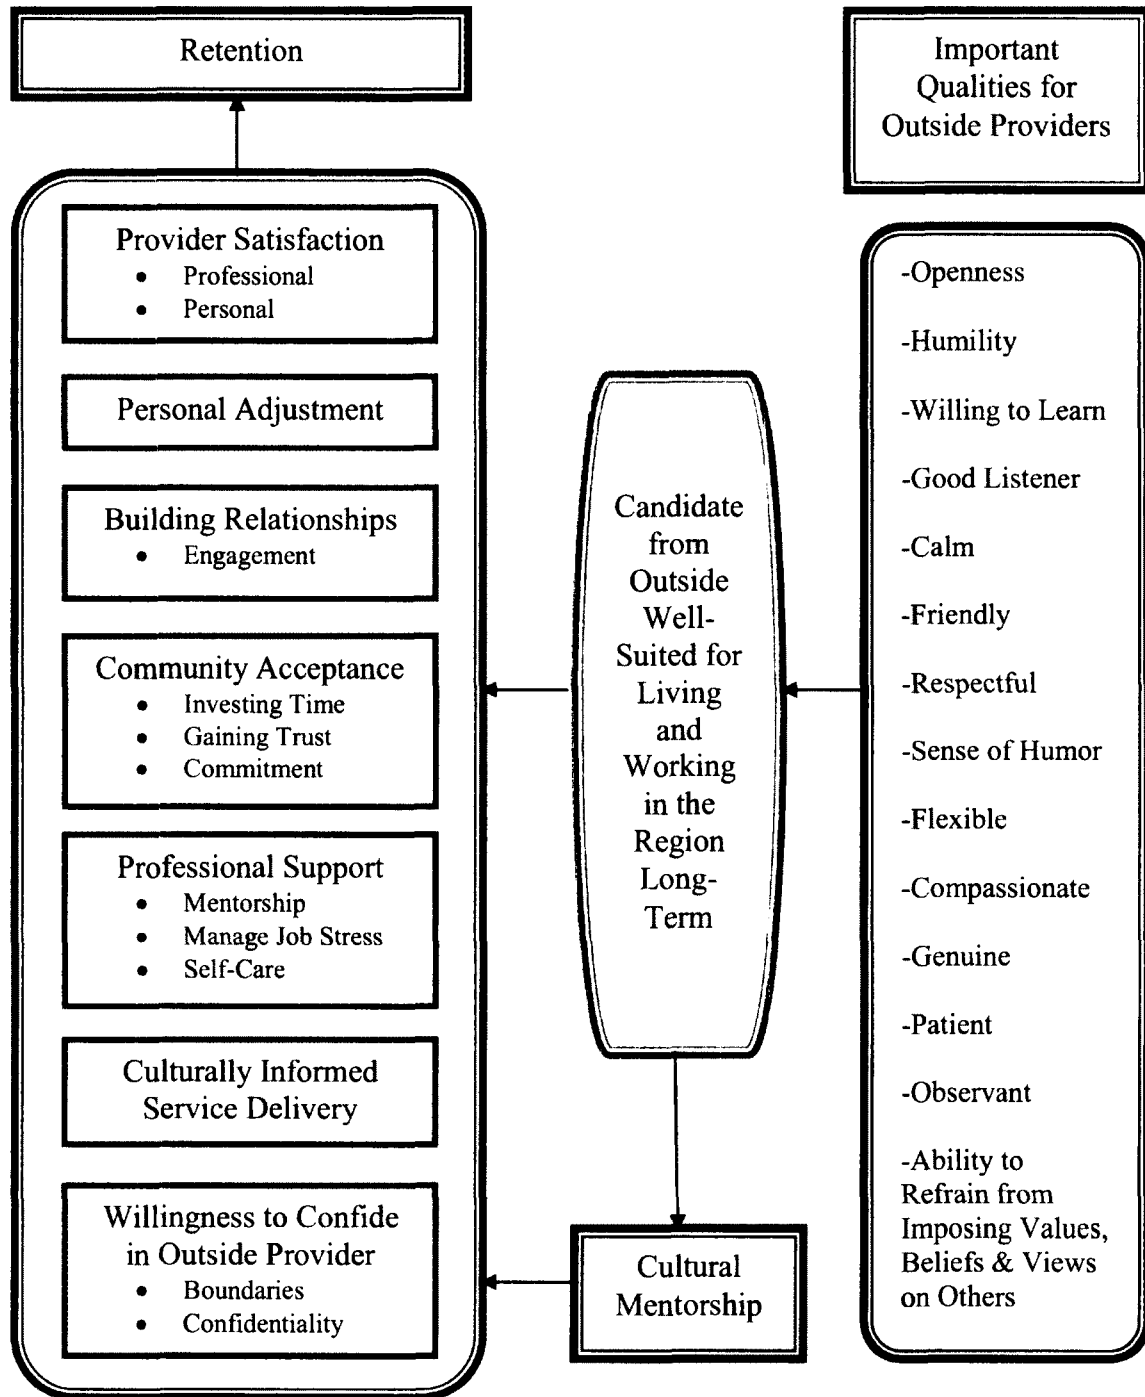 Retention
Provider Satisfaction
• Professional
• Personal
Personal Adjustment
Building Relationships
• Engagement
Community Acceptance
• Investing Time
• Gaining Trust
• Commitment
Professional Support
• Mentorship
• Manage Job Stress
• Self-Care
Culturally Informed
Service Delivery
Willingness to Confide
in Outside Provider
• Boundaries
• Confidentiality
Candidate
from
Outside
Well-
Suited for
Living
and
Working
in the
Region
Long-
Term
Cultural
Mentorship
Important
Qualities for
Outside Providers
-Openness
-Humility
-Willing to Learn
-Good Listener
-Calm
-Friendly
-Respectful
-Sense of Humor
-Flexible
-Compassionate
-Genuine
-Patient
-Observant
-Ability to
Refrain from
Imposing Values,
Beliefs & Views
on Others